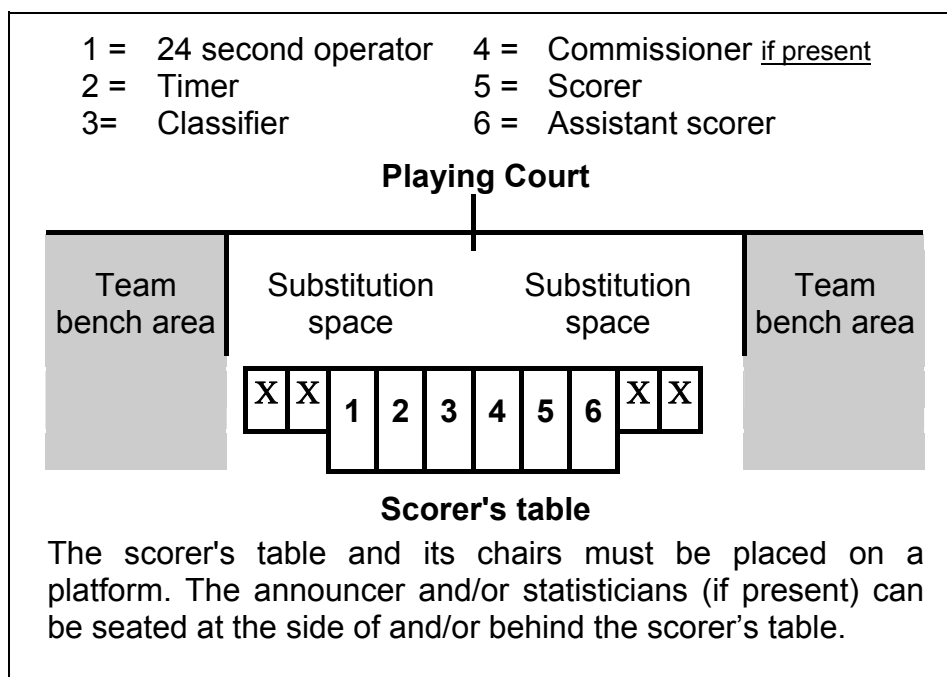 1 = 24 second operator 4 = Commissioner if present
2 = Timer 5 = Scorer
3= Classifier 6 = Assistant scorer
Playing Court
Team Substitution Substitution Team
bench area space space bench area
X X 1 2 3 4 5 6 X X
Scorer's table
The scorer's table and its chairs must be placed on a
platform. The announcer and/or statisticians (if present) can
be seated at the side of and/or behind the scorer’s table.